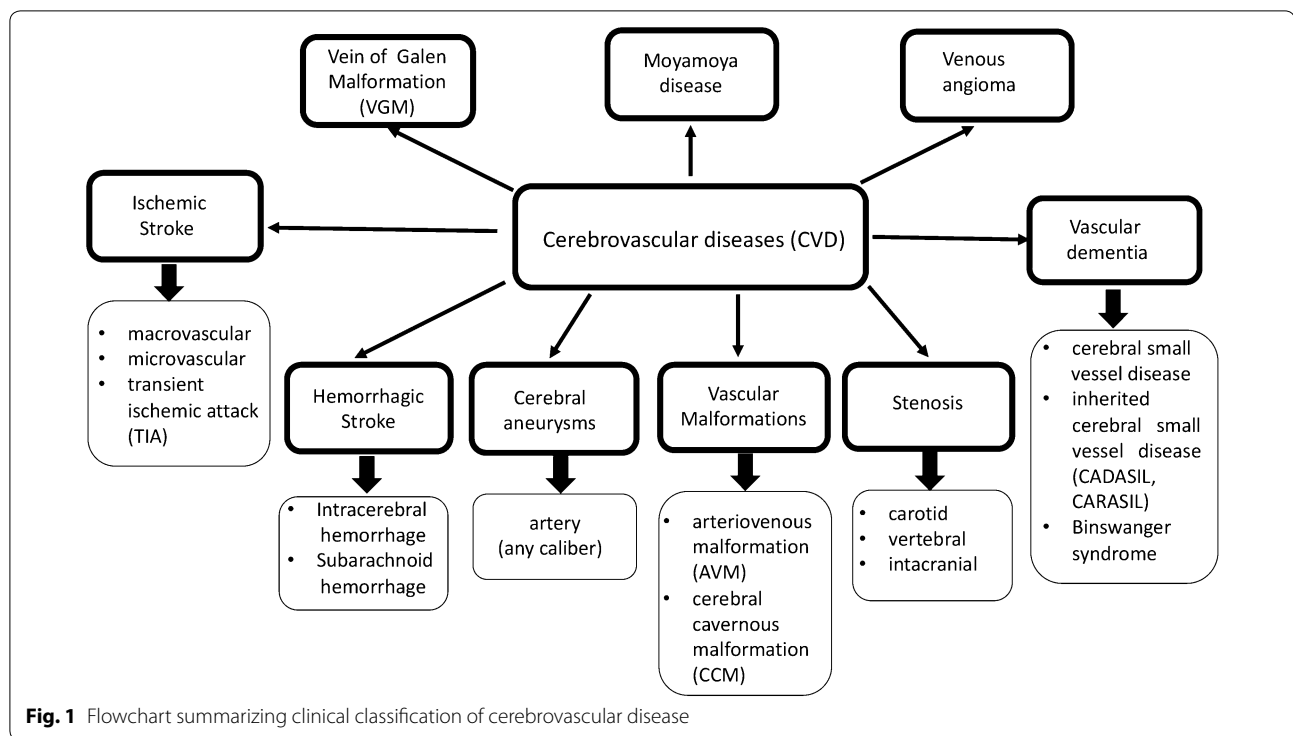 Vein of Galen
Malformation
(VGM)
Moyamoya
disease
Venous
angioma
Ischemic
Stroke
Cerebrovascular diseases (CVD)
Vascular
dementia
• macrovascular
• microvascular
• transient
ischemic attack
(TIA)
Hemorrhagic
Stroke
Cerebral
aneurysms
Vascular
Malformations
Stenosis
• cerebral small
vessel disease
• inherited
cerebral small
vessel disease
(CADASIL,
CARASIL)
• Binswanger
syndrome
• Intracerebral
hemorrhage
• Subarachnoid
hemorrhage
artery
(any caliber)
• arteriovenous
malformation
(AVM)
• cerebral
cavernous
malformation
(CCM)
• carotid
• vertebral
• intacranial
Fig. 1 Flowchart summarizing clinical classification of cerebrovascular disease